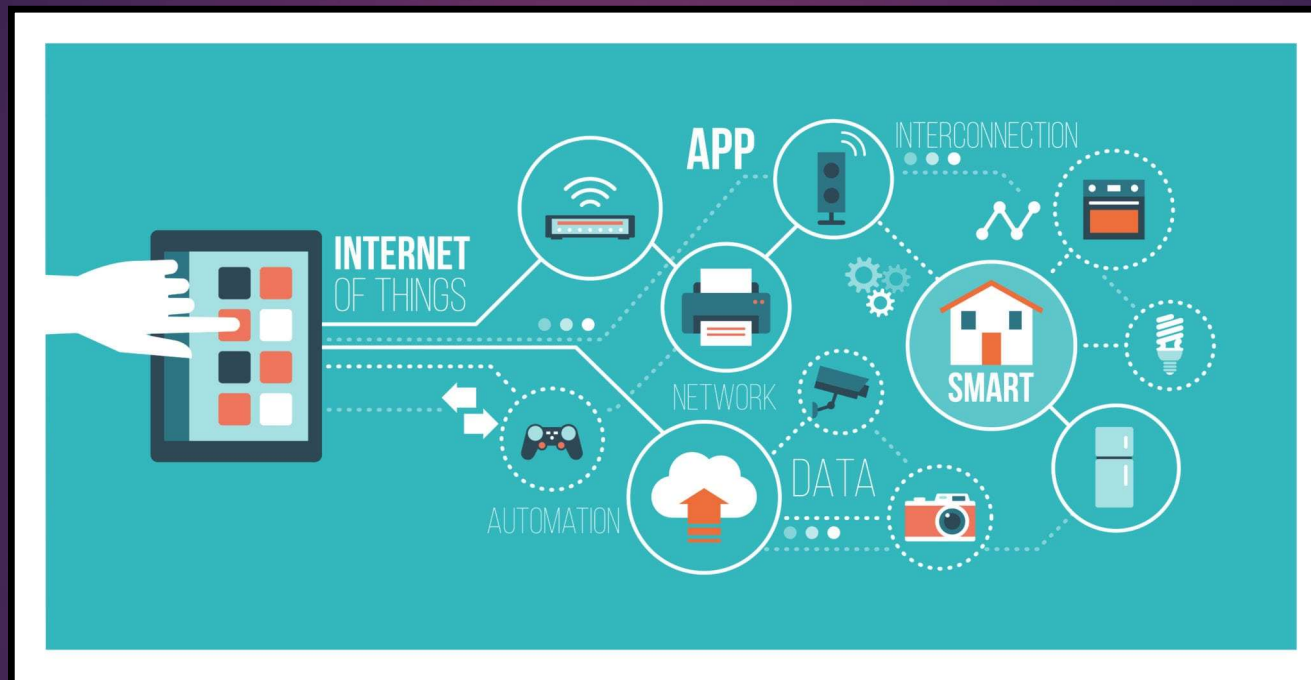 APP
INTERCONNECTION
INTERNET
OF THINGS
SMART
NETWORK
DATA
AUTOMATION